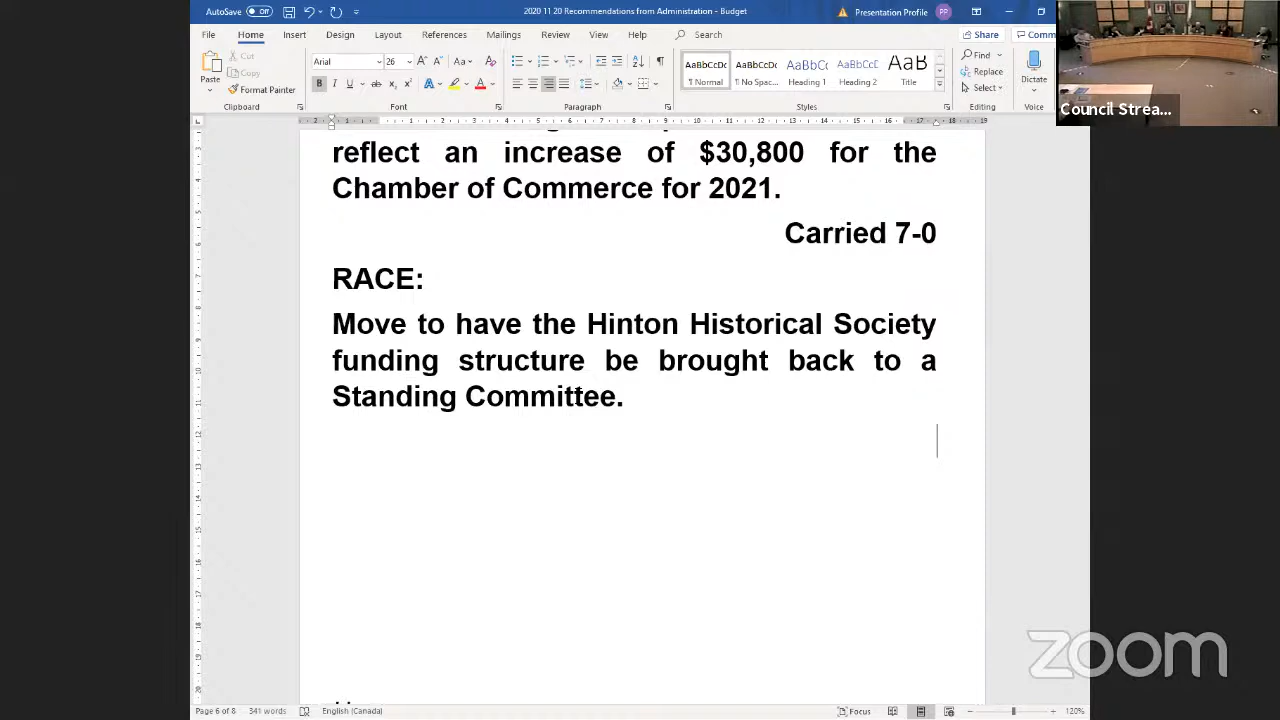 AutoSave Off
2020 11 20 Recommendations from Administration - Budget
Presentation Profile PP
File Home Insert Design Layout References Mailings Review View Help Search Share Comm
Paste
Cut
Copy
Format Painter
Clipboard
Arial 26
Font
Paragraph
AaBbCcDc AaBbCcDc AaBbCc AaBbCcD AaB
¶ Normal ¶ No Spac... Heading 1 Heading 2 Title
Styles
Find
Replace
Select
Editing
Dictate
Voice
Council Strea...
reflect an increase of $30,800 for the
Chamber of Commerce for 2021.
Carried 7-0
RACE:
Move to have the Hinton Historical Society
funding structure be brought back to a
Standing Committee.
zoom
Page 6 of 8 341 words English (Canada) Focus 120%